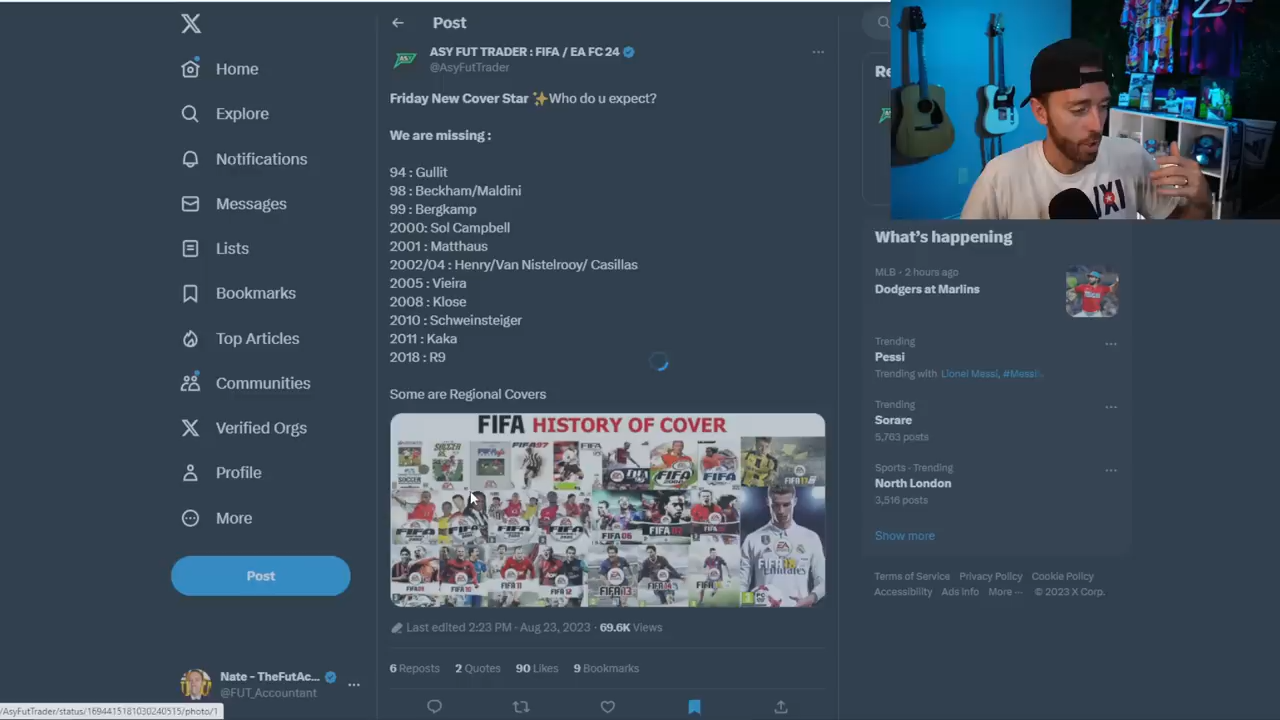 Post
Home
Explore
Notifications
Messages
Lists
Bookmarks
Top Articles
Communities
Verified Orgs
Profile
More
Post
Nate - TheFutAc...
@FUT_Accountant
/AsyFutTrader/status/1694415181030240515/photo/1
ASY FUT TRADER : FIFA / EA FC 24
@AsyFutTrader
Friday New Cover Star ✨Who do u expect?
We are missing :
94 : Gullit
98 : Beckham/Maldini
99 : Bergkamp
2000: Sol Campbell
2001 : Matthaus
2002/04 : Henry/Van Nistelrooy/ Casillas
2005 : Vieira
2008 : Klose
2010 : Schweinsteiger
2011 : Kaka
2018 : R9
Some are Regional Covers
FIFA HISTORY OF COVER
Last edited 2:23 PM · Aug 23, 2023 · 69.6K Views
6 Reposts 2 Quotes 90 Likes 9 Bookmarks
Re
What's happening
MLB · 2 hours ago
Dodgers at Marlins
Trending
Pessi
Trending with Lionel Messi, #Messi
Trending
Sorare
5,763 posts
Sports · Trending
North London
3,516 posts
Show more
Terms of Service Privacy Policy Cookie Policy
Accessibility Ads info More ··· © 2023 X Corp.